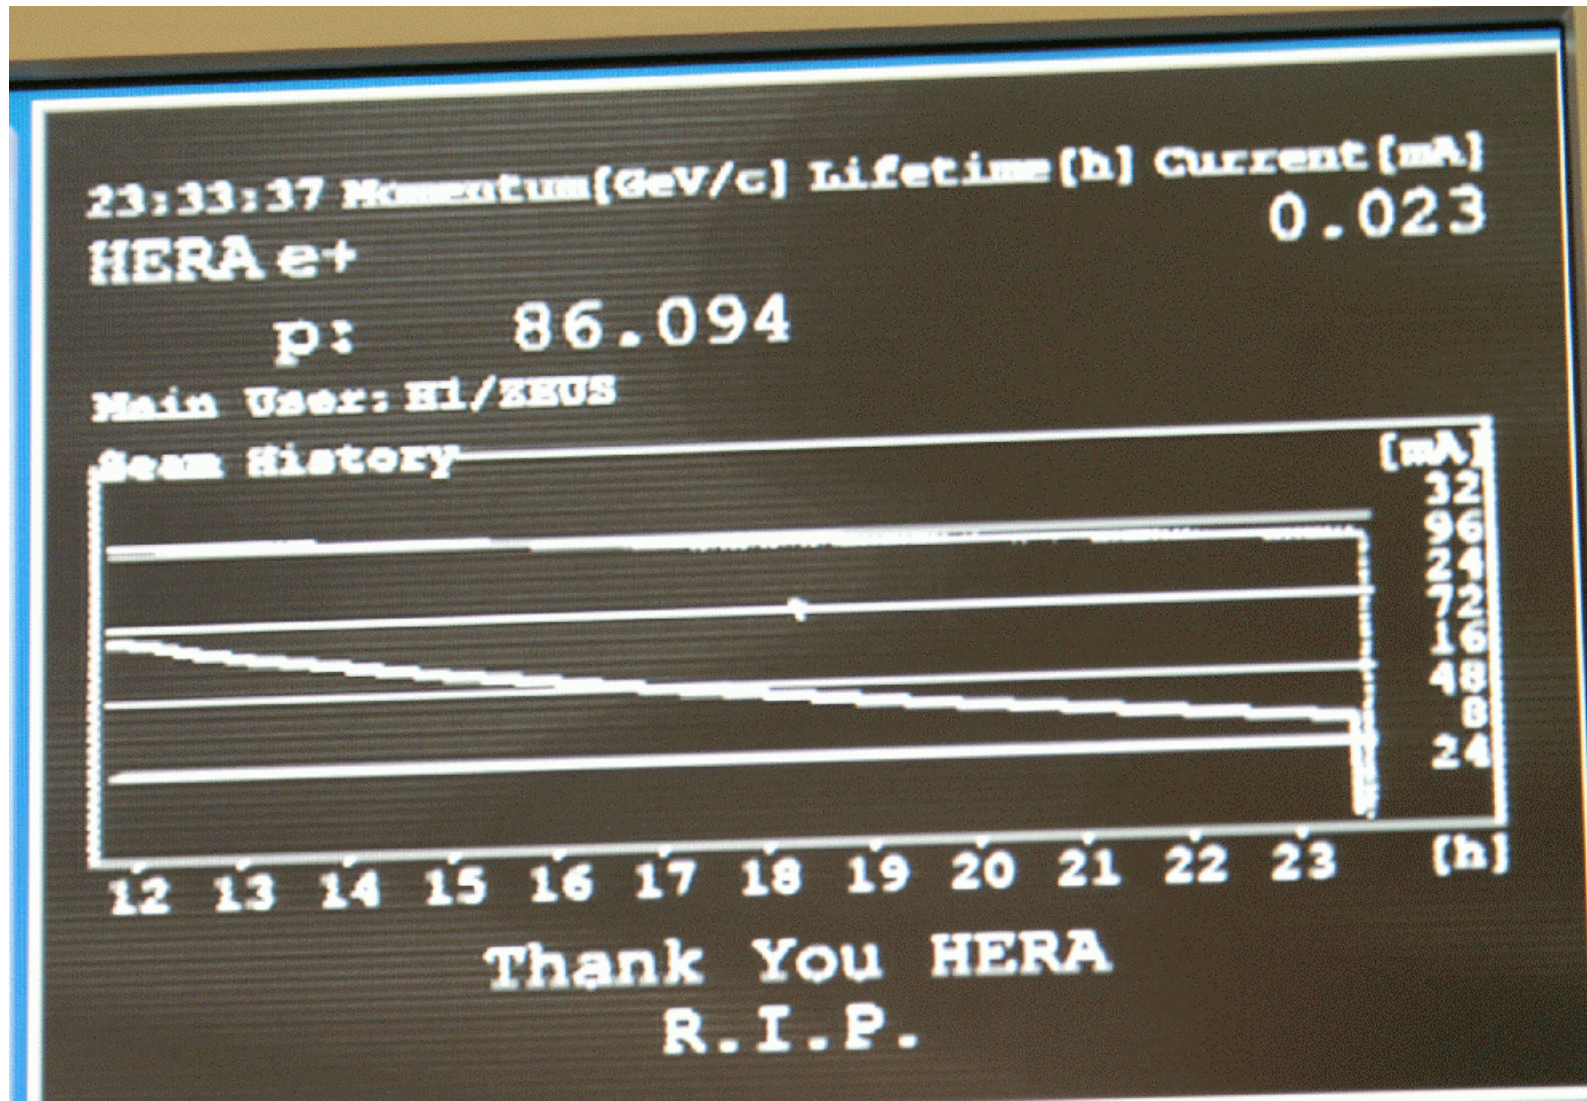 23:33:37 Momentum[GeV/c] Lifetime[h] Current[mA]
HERA e+ 0.023
p: 86.094
Main User: H1/ZEUS
Beam History [mA]
32
96
24
72
16
48
8
24
12 13 14 15 16 17 18 19 20 21 22 23 [h]
Thank You HERA
R.I.P.